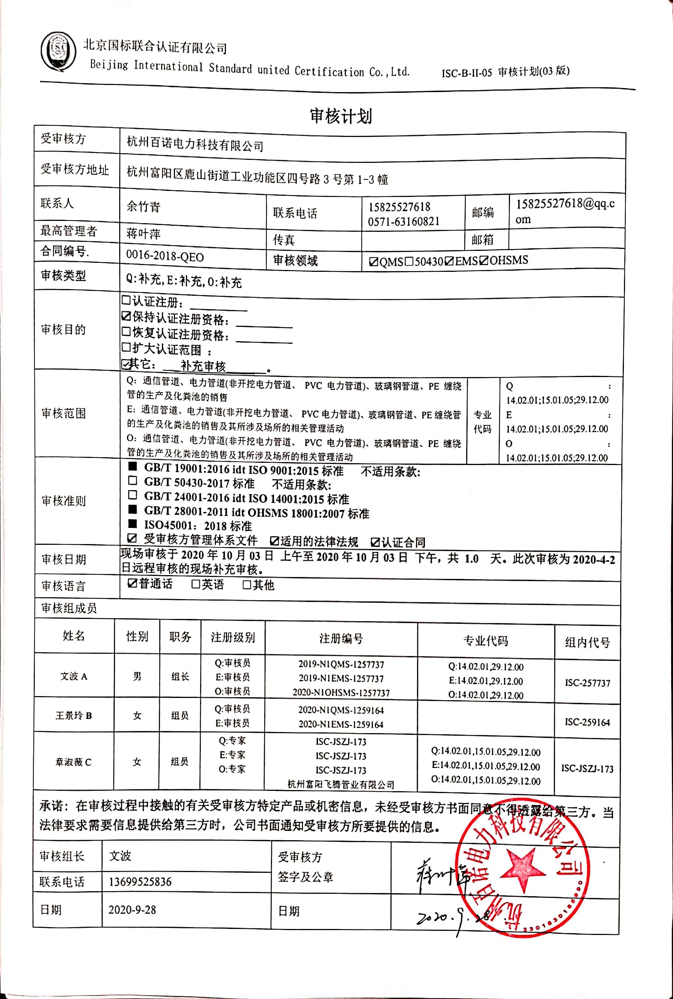 ISC
北京国标联合认证有限公司
Beijing International Standard united Certification Co.,Ltd. ISC-B-II-05 审核计划(03 版)
审核计划
受审核方 杭州百诺电力科技有限公司
受审核方地址 杭州富阳区鹿山街道工业功能区四号路 3 号第 1-3 幢
联系人 余竹青 联系电话 15825527618 0571-63160821 邮编 15825527618@qq.com
最高管理者 蒋叶萍 传真 邮箱
合同编号. 0016-2018-QEO 审核领域 ☑QMS□50430☑EMS☑OHSMS
审核类型 Q:补充,E:补充,O:补充
审核目的
□认证注册：
☑保持认证注册资格：
□恢复认证注册资格：
□扩大认证范围 ：
☑其它： 补充审核 。
审核范围
Q：通信管道、电力管道(非开挖电力管道、 PVC 电力管道)、玻璃钢管道、PE 缠绕
管的生产及化粪池的销售
E：通信管道、电力管道(非开挖电力管道、 PVC 电力管道)、玻璃钢管道、PE 缠绕管
的生产及化粪池的销售及其所涉及场所的相关管理活动
O：通信管道、电力管道(非开挖电力管道、 PVC 电力管道)、玻璃钢管道、PE 缠绕
管的生产及化粪池的销售及其所涉及场所的相关管理活动
专业
代码
Q :
14.02.01;15.01.05;29.12.00
E :
14.02.01;15.01.05;29.12.00
O :
14.02.01;15.01.05;29.12.00
审核准则
■ GB/T 19001:2016 idt ISO 9001:2015 标准 不适用条款:
□ GB/T 50430-2017 标准 不适用条款:
□ GB/T 24001-2016 idt ISO 14001:2015 标准
■ GB/T 28001-2011 idt OHSMS 18001:2007 标准
■ ISO45001：2018 标准
☑ 受审核方管理体系文件 ☑适用的法律法规 ☑认证合同
审核日期
现场审核于 2020 年 10 月 03 日 上午至 2020 年 10 月 03 日 下午，共 1.0 天。此次审核为 2020-4-2
日远程审核的现场补充审核。
审核语言 ☑普通话 □英语 □其他
审核组成员
姓名 性别 职务 注册级别 注册编号 专业代码 组内代号
文波 A 男 组长
Q:审核员 2019-N1QMS-1257737 Q:14.02.01,29.12.00
E:审核员 2019-N1EMS-1257737 E:14.02.01,29.12.00
O:审核员 2020-N1OHSMS-1257737 O:14.02.01,29.12.00
ISC-257737
王景玲 B 女 组员
Q:审核员 2020-N1QMS-1259164
E:审核员 2020-N1EMS-1259164
ISC-259164
章淑薇 C 女 组员
Q:专家 ISC-JSZJ-173 Q:14.02.01,15.01.05,29.12.00
E:专家 ISC-JSZJ-173 E:14.02.01,15.01.05,29.12.00
O:专家 ISC-JSZJ-173 O:14.02.01,15.01.05,29.12.00
杭州富阳飞腾管业有限公司
ISC-JSZJ-173
承诺：在审核过程中接触的有关受审核方特定产品或机密信息，未经受审核方书面同意不得透露给第三方。当
法律要求需要信息提供给第三方时，公司书面通知受审核方所要提供的信息。
审核组长 文波 受审核方
签字及公章 蒋叶萍
联系电话 13699525836
日期 2020-9-28 日期 2020.9.28
杭州百诺电力科技有限公司